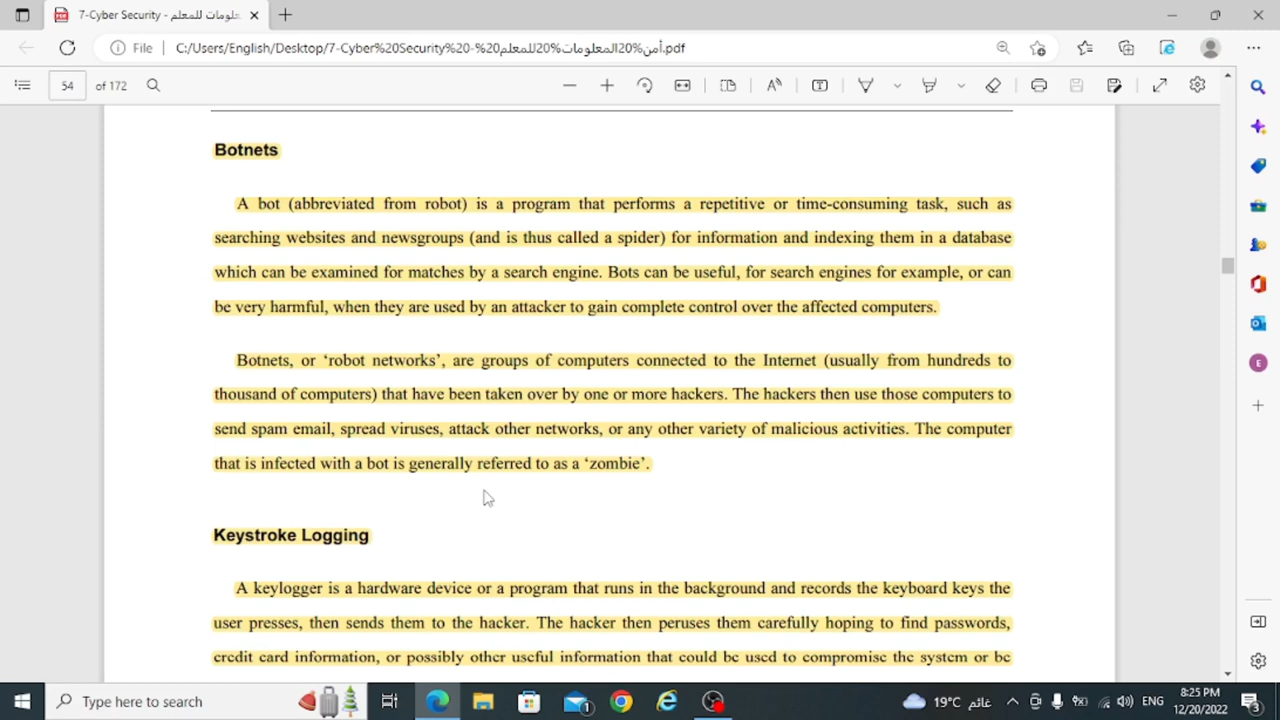 7-Cyber Security - أمن المعلومات للمعلم
File
C:/Users/English/Desktop/7-Cyber%20Security%20-%20أمن%20المعلومات%20للمعلم.pdf
54 of 172
Botnets
A bot (abbreviated from robot) is a program that performs a repetitive or time-consuming task, such as
searching websites and newsgroups (and is thus called a spider) for information and indexing them in a database
which can be examined for matches by a search engine. Bots can be useful, for search engines for example, or can
be very harmful, when they are used by an attacker to gain complete control over the affected computers.
Botnets, or ‘robot networks’, are groups of computers connected to the Internet (usually from hundreds to
thousand of computers) that have been taken over by one or more hackers. The hackers then use those computers to
send spam email, spread viruses, attack other networks, or any other variety of malicious activities. The computer
that is infected with a bot is generally referred to as a ‘zombie’.
Keystroke Logging
A keylogger is a hardware device or a program that runs in the background and records the keyboard keys the
user presses, then sends them to the hacker. The hacker then peruses them carefully hoping to find passwords,
credit card information, or possibly other useful information that could be used to compromise the system or be
E
Type here to search
1
19°C غائم
ENG
8:25 PM
12/20/2022
3